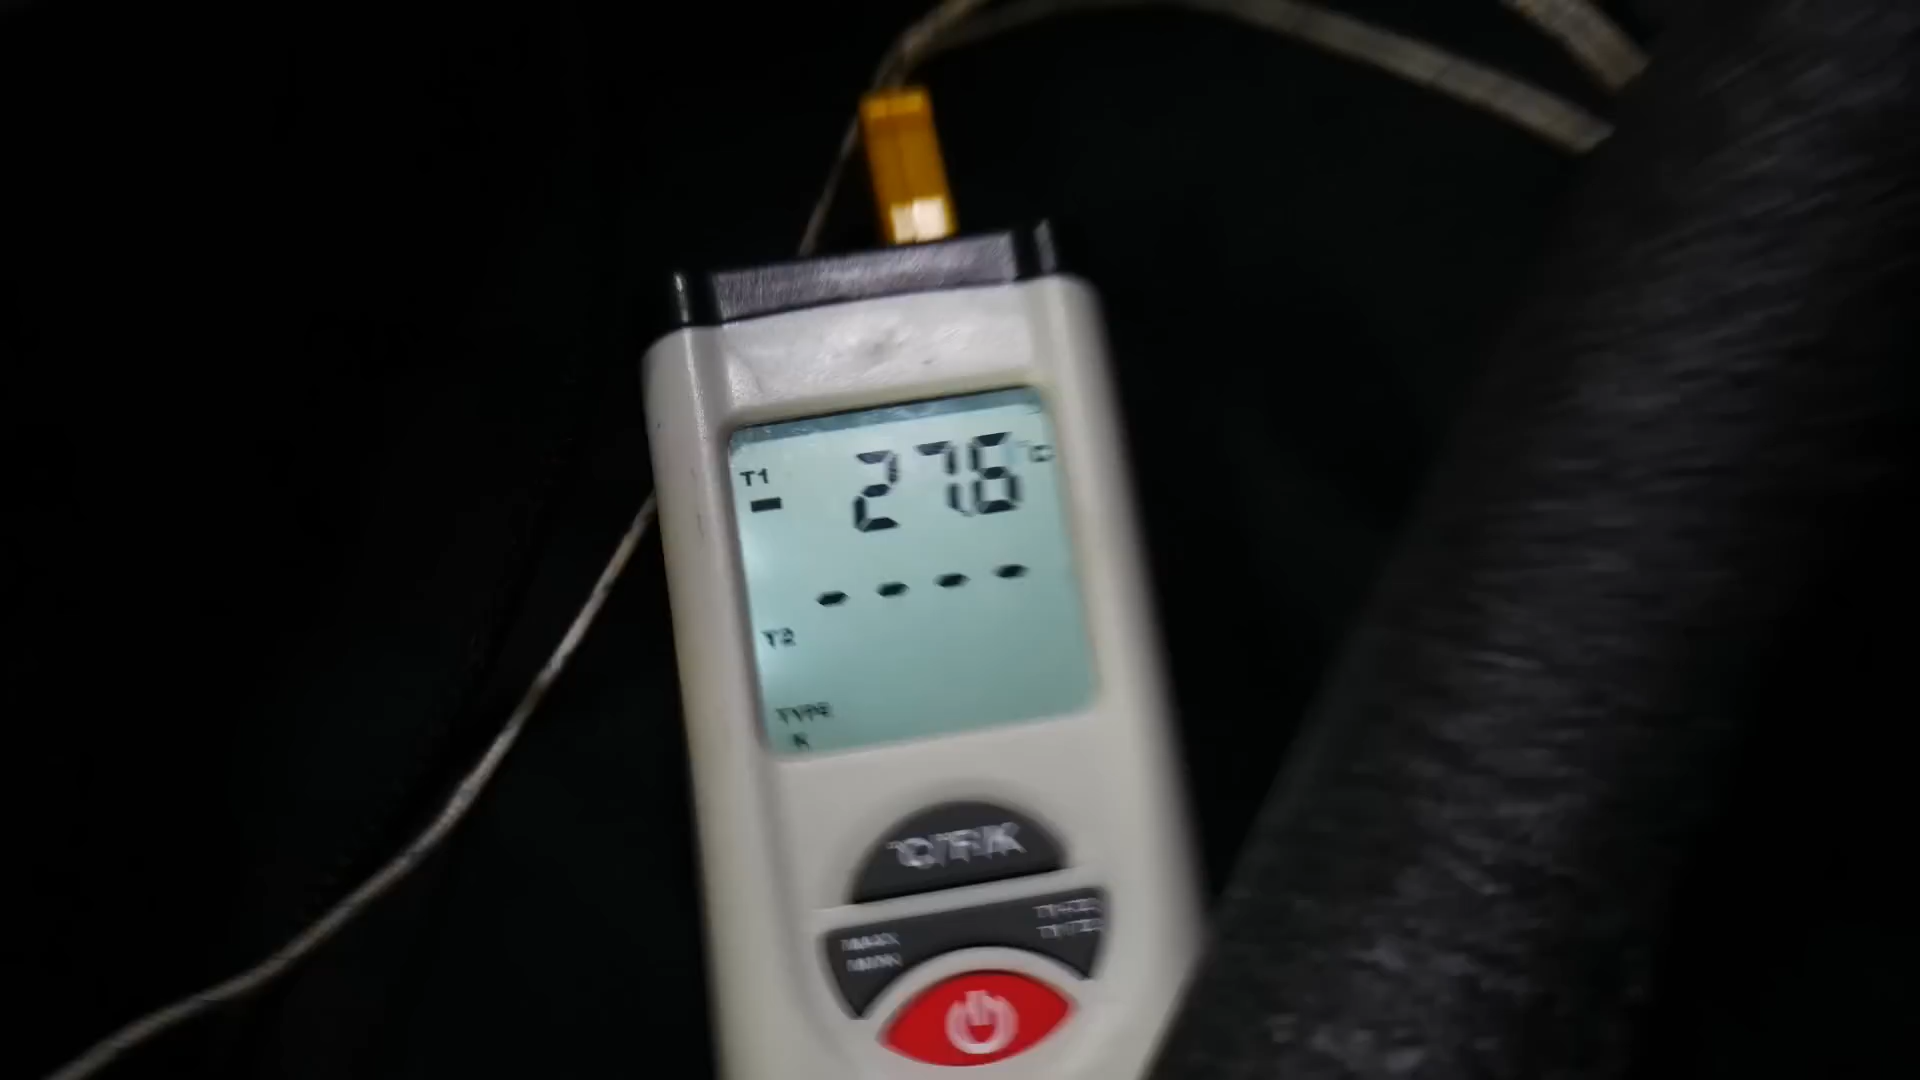 T1
- 27.6 °C
- - - -
T2
TYPE
K
°C/°F/K
MAX
MIN